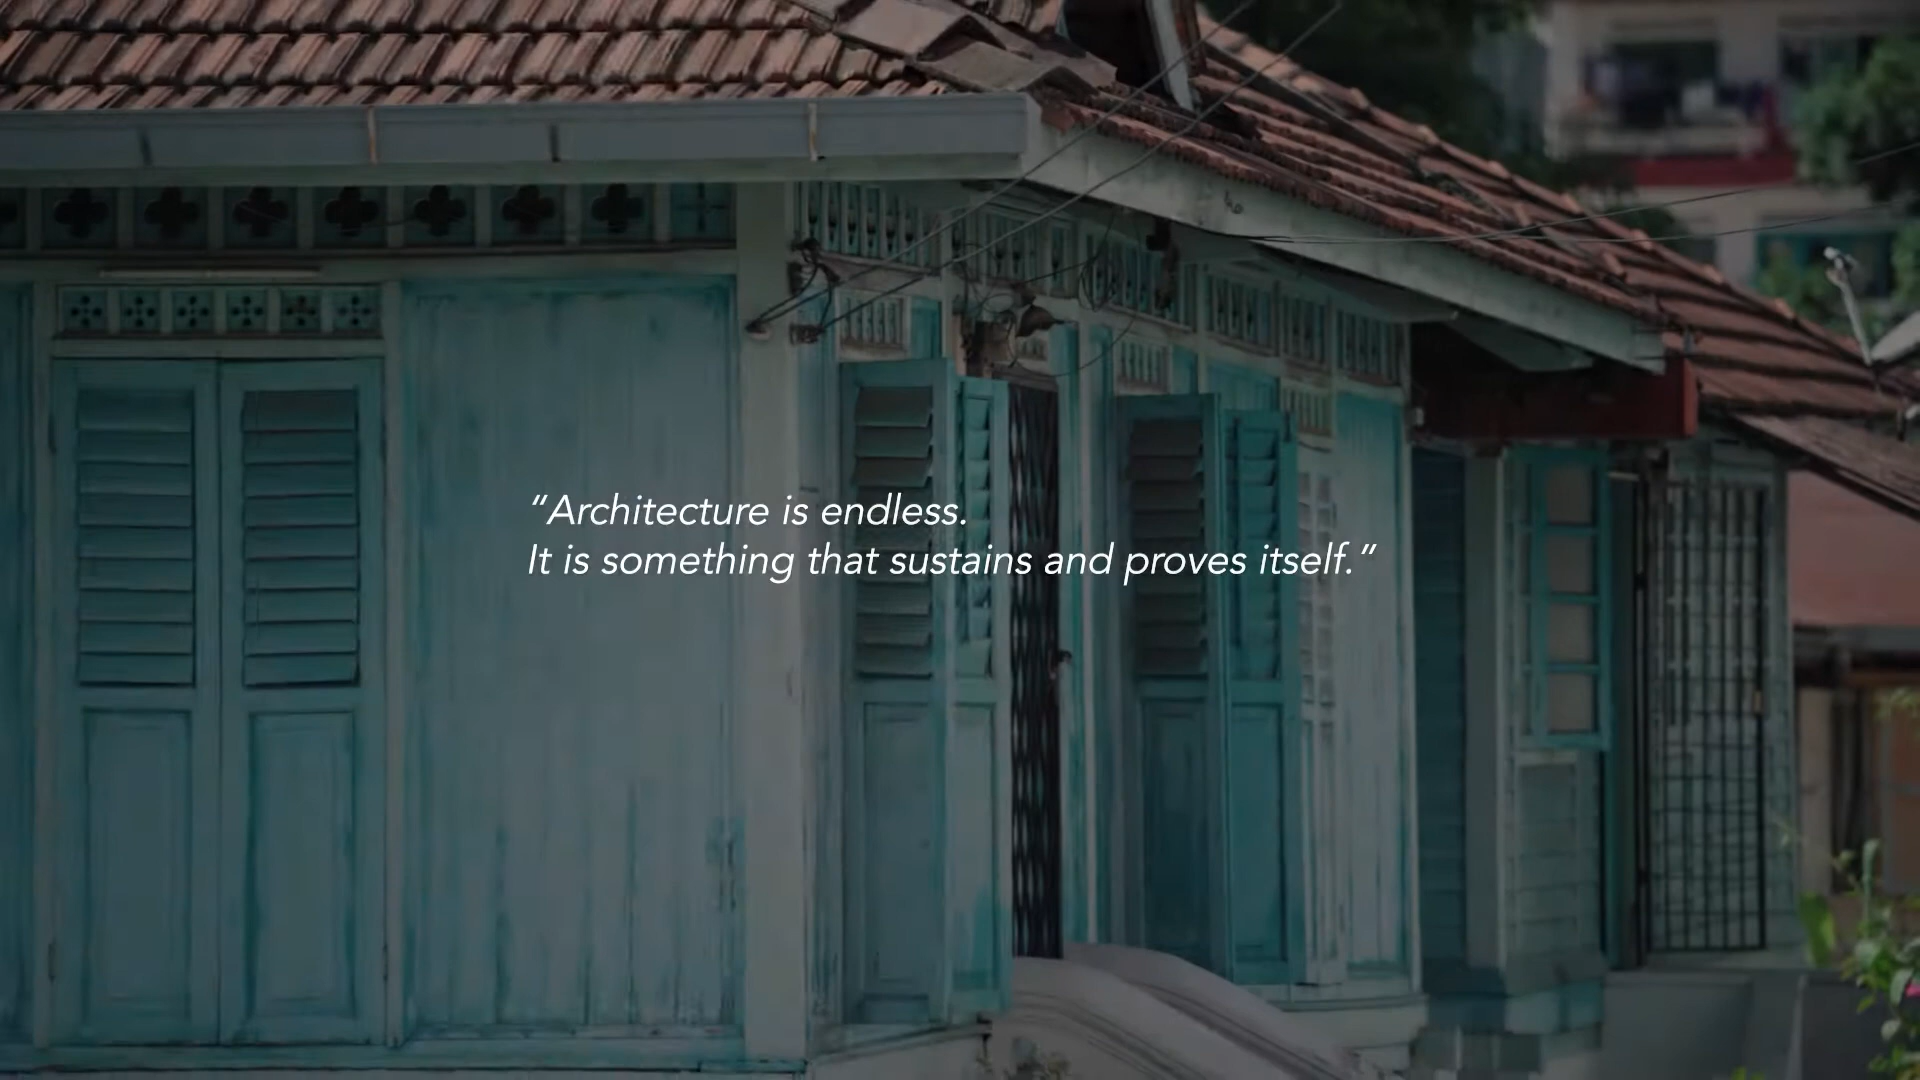 “Architecture is endless.
It is something that sustains and proves itself.”